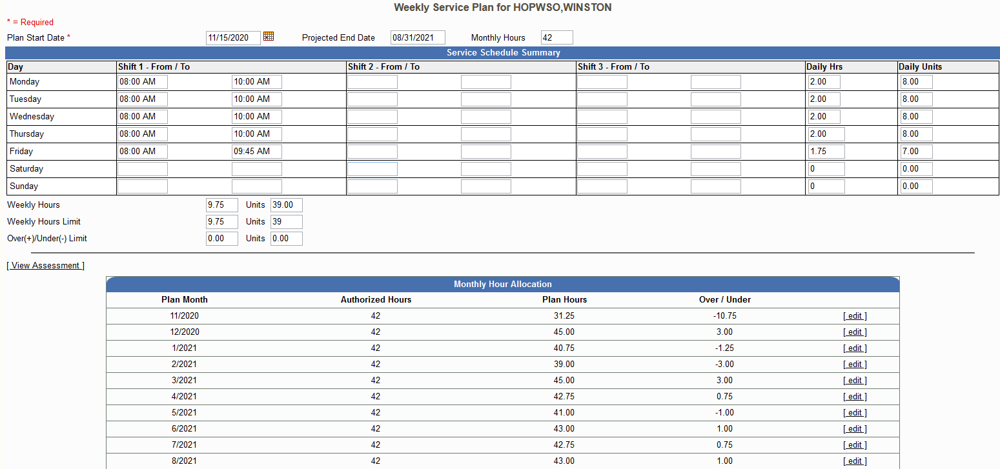 Weekly Service Plan for HOPWSO,WINSTON
* = Required
Plan Start Date * 11/15/2020 Projected End Date 08/31/2021 Monthly Hours 42
Service Schedule Summary
Day Shift 1 - From / To Shift 2 - From / To Shift 3 - From / To Daily Hrs Daily Units
Monday 08:00 AM 10:00 AM 2.00 8.00
Tuesday 08:00 AM 10:00 AM 2.00 8.00
Wednesday 08:00 AM 10:00 AM 2.00 8.00
Thursday 08:00 AM 10:00 AM 2.00 8.00
Friday 08:00 AM 09:45 AM 1.75 7.00
Saturday 0 0.00
Sunday 0 0.00
Weekly Hours 9.75 Units 39.00
Weekly Hours Limit 9.75 Units 39
Over(+)/Under(-) Limit 0.00 Units 0.00
[ View Assessment ]
Monthly Hour Allocation
Plan Month Authorized Hours Plan Hours Over / Under
11/2020 42 31.25 -10.75 [ edit ]
12/2020 42 45.00 3.00 [ edit ]
1/2021 42 40.75 -1.25 [ edit ]
2/2021 42 39.00 -3.00 [ edit ]
3/2021 42 45.00 3.00 [ edit ]
4/2021 42 42.75 0.75 [ edit ]
5/2021 42 41.00 -1.00 [ edit ]
6/2021 42 43.00 1.00 [ edit ]
7/2021 42 42.75 0.75 [ edit ]
8/2021 42 43.00 1.00 [ edit ]